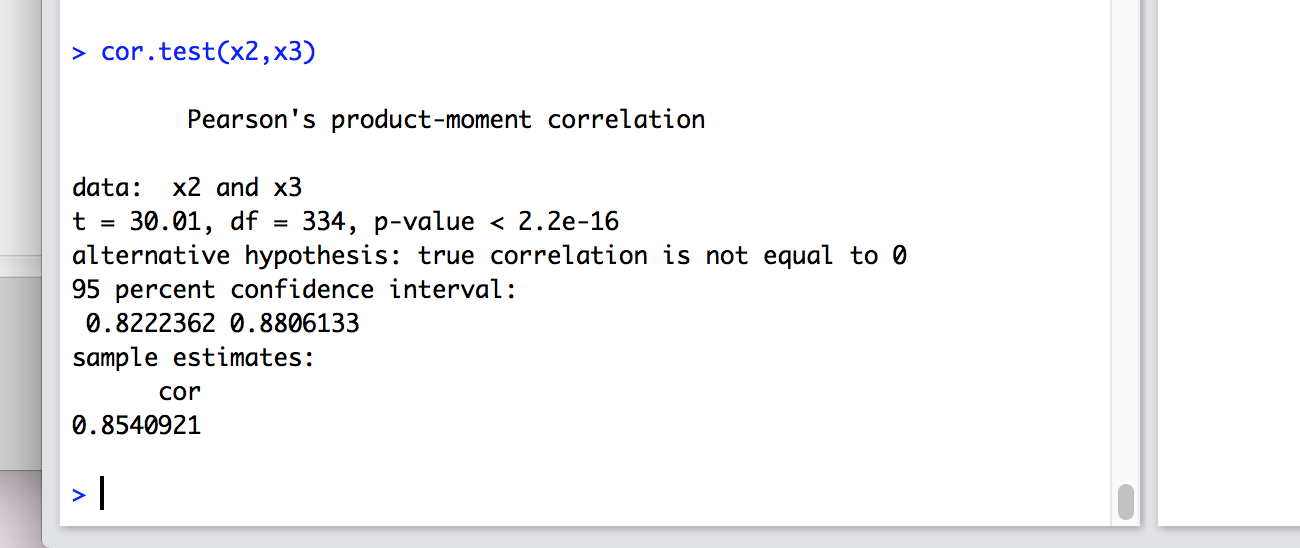 > cor.test(x2,x3)
Pearson's product-moment correlation
data:  x2 and x3
t = 30.01, df = 334, p-value < 2.2e-16
alternative hypothesis: true correlation is not equal to 0
95 percent confidence interval:
 0.8222362 0.8806133
sample estimates:
      cor
0.8540921
>